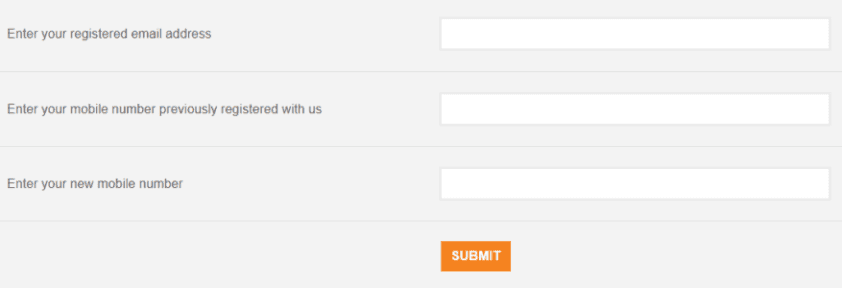 Enter your registered email address
Enter your mobile number previously registered with us
Enter your new mobile number
SUBMIT